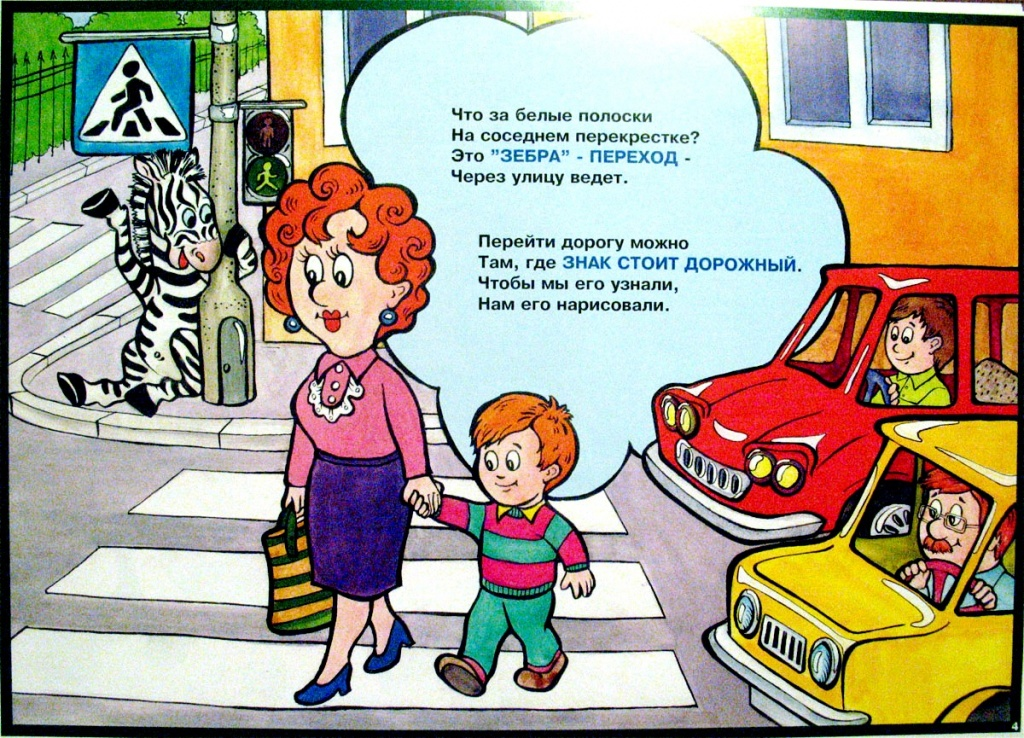 Что за белые полоски
На соседнем перекрестке?
Это "ЗЕБРА" - ПЕРЕХОД -
Через улицу ведет.
Перейти дорогу можно
Там, где ЗНАК СТОИТ ДОРОЖНЫЙ.
Чтобы мы его узнали,
Нам его нарисовали.
4